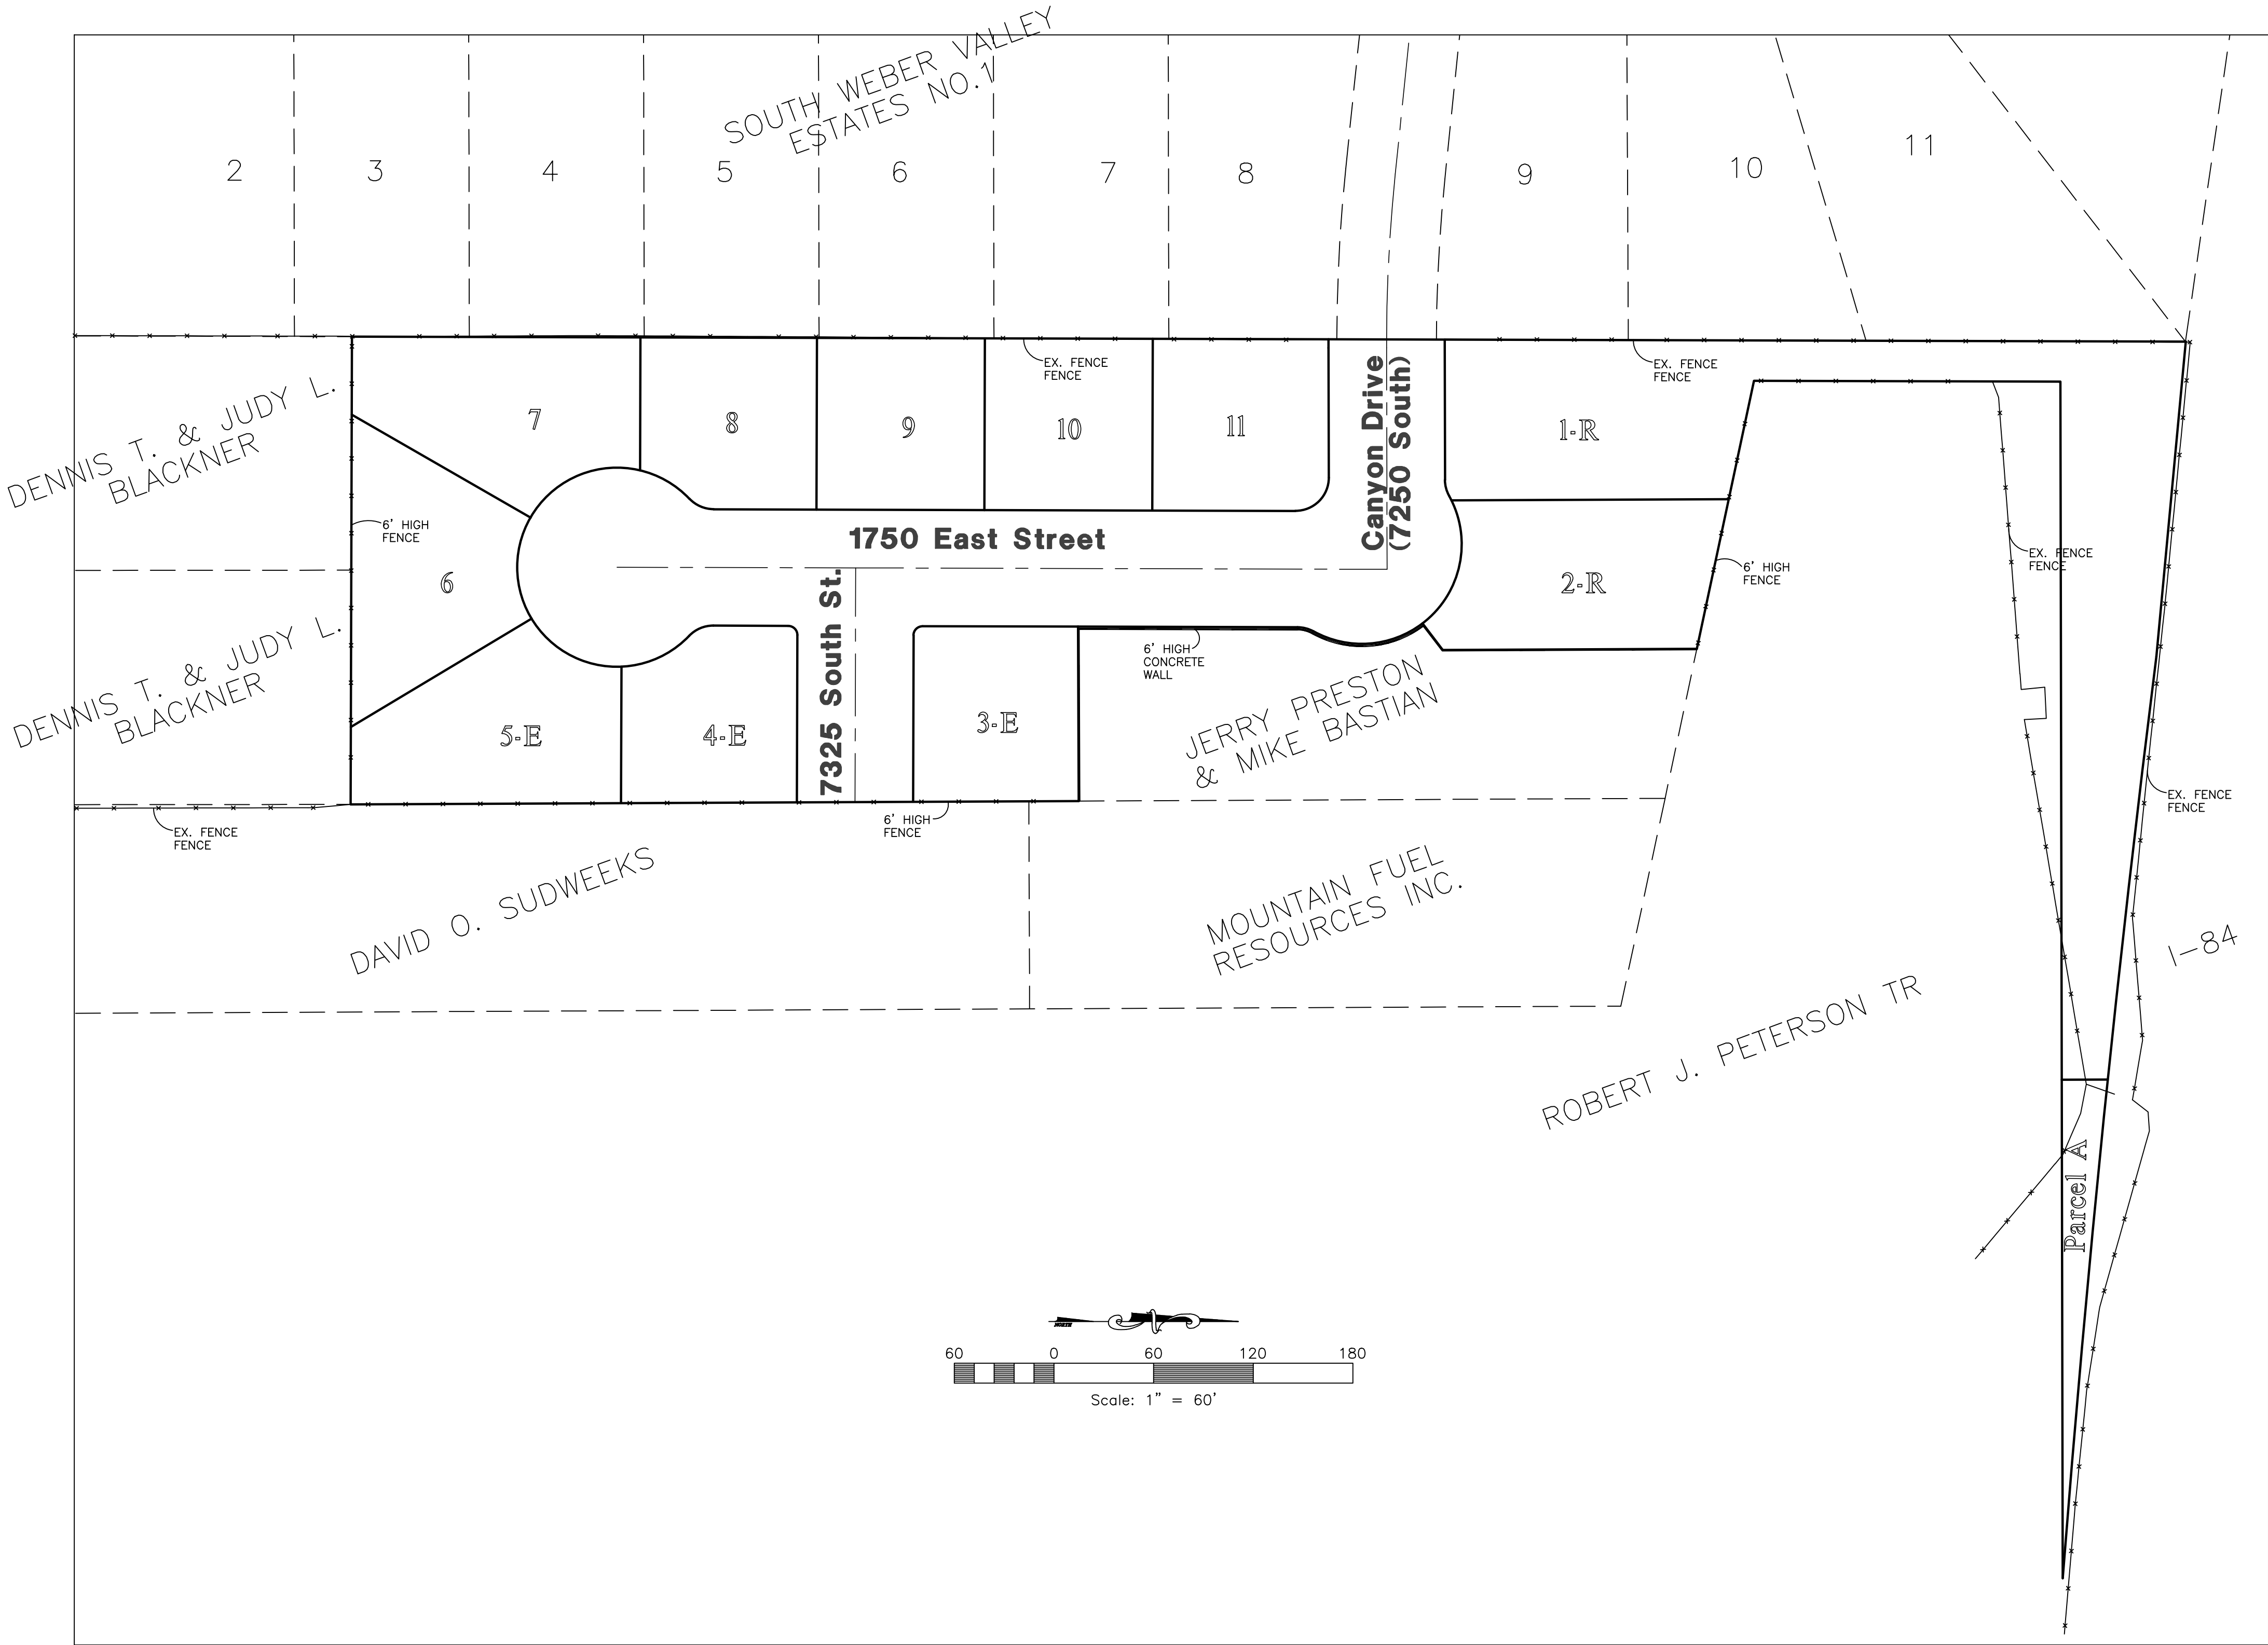 SOUTH WEBER VALLEY
ESTATES NO.1
2
3
4
5
6
7
8
9
10
11
EX. FENCE
FENCE
EX. FENCE
FENCE
DENNIS T. & JUDY L.
BLACKNER
7
8
9
10
11
Canyon Drive
(7250 South)
1-R
6' HIGH
FENCE
1750 East Street
6
2-R
6' HIGH
FENCE
EX. FENCE
FENCE
DENNIS T. & JUDY L.
BLACKNER
5-E
4-E
7325 South St.
3-E
6' HIGH
CONCRETE
WALL
JERRY PRESTON
& MIKE BASTIAN
EX. FENCE
FENCE
EX. FENCE
FENCE
6' HIGH
FENCE
DAVID O. SUDWEEKS
MOUNTAIN FUEL
RESOURCES INC.
I-84
ROBERT J. PETERSON TR
Parcel A
NORTH
60 0 60 120 180
Scale: 1" = 60'